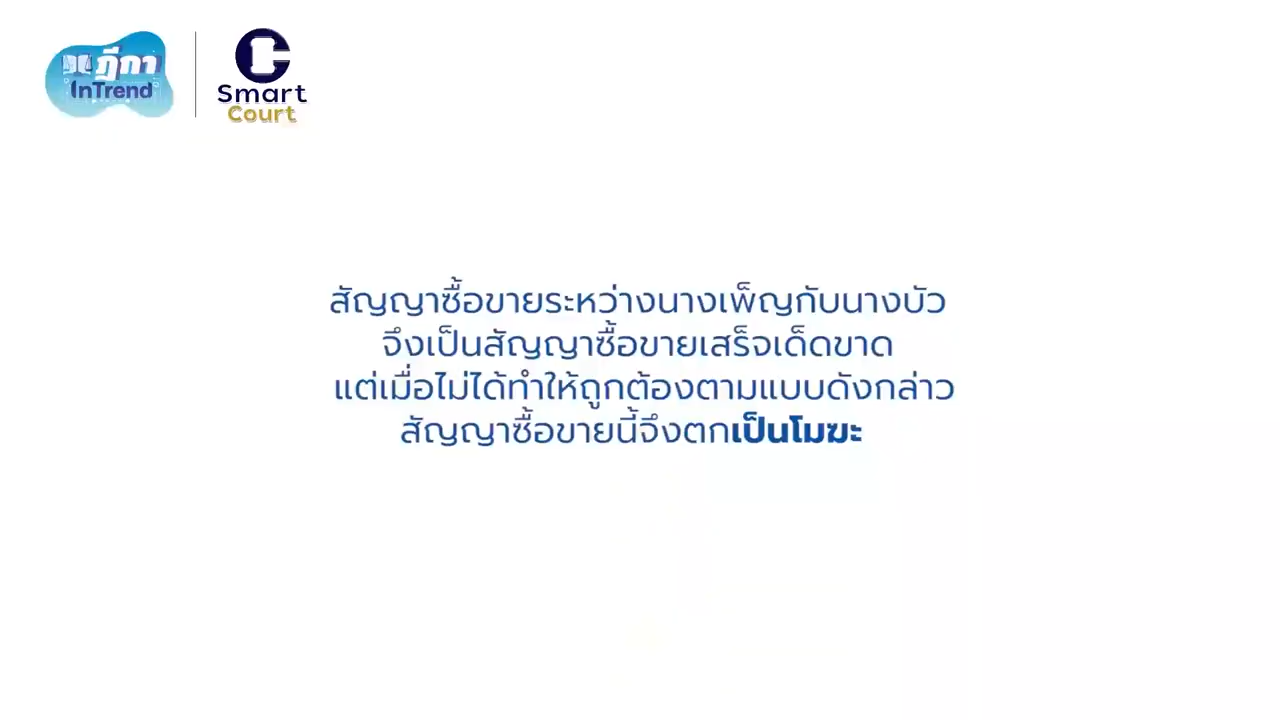 ฎีกา
InTrend
Smart
Court
สัญญาซื้อขายระหว่างนางเพ็ญกับนางบัว
จึงเป็นสัญญาซื้อขายเสร็จเด็ดขาด
แต่เมื่อไม่ได้ทำให้ถูกต้องตามแบบดังกล่าว
สัญญาซื้อขายนี้จึงตกเป็นโมฆะ